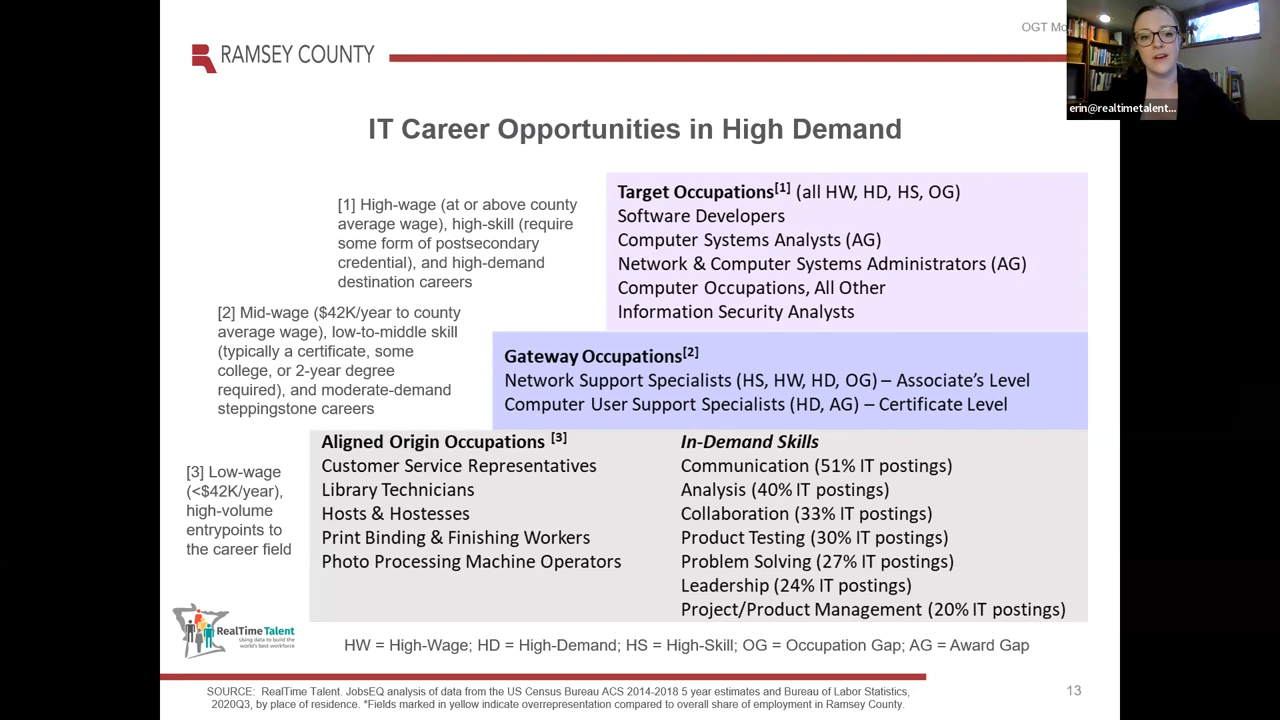 OGT Mo
RAMSEY COUNTY
erin@realtimetalent...
IT Career Opportunities in High Demand
[1] High-wage (at or above county
average wage), high-skill (require
some form of postsecondary
credential), and high-demand
destination careers
Target Occupations[1] (all HW, HD, HS, OG)
Software Developers
Computer Systems Analysts (AG)
Network & Computer Systems Administrators (AG)
Computer Occupations, All Other
Information Security Analysts
[2] Mid-wage ($42K/year to county
average wage), low-to-middle skill
(typically a certificate, some
college, or 2-year degree
required), and moderate-demand
steppingstone careers
Gateway Occupations[2]
Network Support Specialists (HS, HW, HD, OG) – Associate's Level
Computer User Support Specialists (HD, AG) – Certificate Level
[3] Low-wage
(<$42K/year),
high-volume
entrypoints to
the career field
Aligned Origin Occupations [3]
Customer Service Representatives
Library Technicians
Hosts & Hostesses
Print Binding & Finishing Workers
Photo Processing Machine Operators
In-Demand Skills
Communication (51% IT postings)
Analysis (40% IT postings)
Collaboration (33% IT postings)
Product Testing (30% IT postings)
Problem Solving (27% IT postings)
Leadership (24% IT postings)
Project/Product Management (20% IT postings)
RealTimeTalent
Using data to build the
world's best workforce
HW = High-Wage; HD = High-Demand; HS = High-Skill; OG = Occupation Gap; AG = Award Gap
SOURCE: RealTime Talent. JobsEQ analysis of data from the US Census Bureau ACS 2014-2018 5 year estimates and Bureau of Labor Statistics,
2020Q3, by place of residence. *Fields marked in yellow indicate overrepresentation compared to overall share of employment in Ramsey County.
13